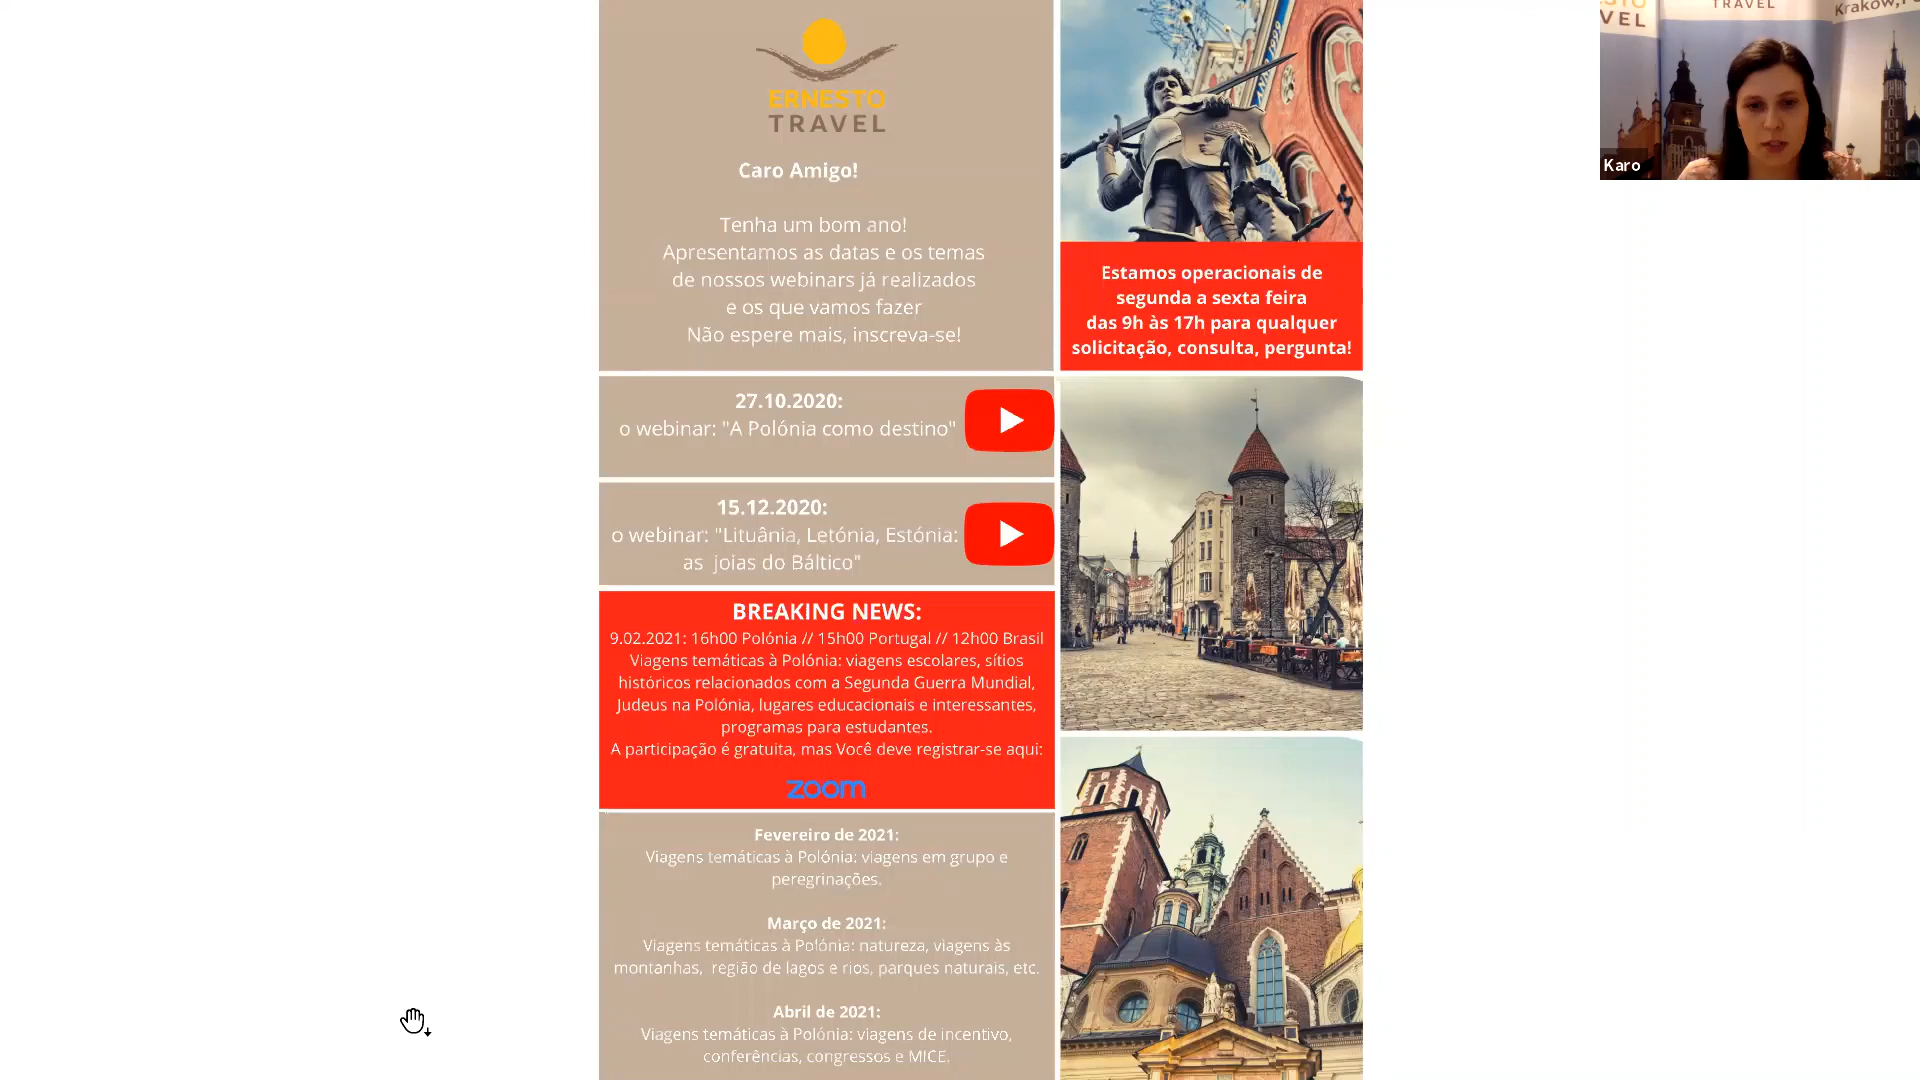 ERNESTO
TRAVEL
Caro Amigo!
Tenha um bom ano!
Apresentamos as datas e os temas
de nossos webinars já realizados
e os que vamos fazer
Não espere mais, inscreva-se!
27.10.2020:
o webinar: "A Polónia como destino"
15.12.2020:
o webinar: "Lituânia, Letónia, Estónia:
as joias do Báltico"
BREAKING NEWS:
9.02.2021: 16h00 Polónia // 15h00 Portugal // 12h00 Brasil
Viagens temáticas à Polónia: viagens escolares, sítios
históricos relacionados com a Segunda Guerra Mundial,
Judeus na Polónia, lugares educacionais e interessantes,
programas para estudantes.
A participação é gratuita, mas Você deve registrar-se aqui:
zoom
Fevereiro de 2021:
Viagens temáticas à Polónia: viagens em grupo e
peregrinações.
Março de 2021:
Viagens temáticas à Polónia: natureza, viagens às
montanhas, região de lagos e rios, parques naturais, etc.
Abril de 2021:
Viagens temáticas à Polónia: viagens de incentivo,
conferências, congressos e MICE.
Estamos operacionais de
segunda a sexta feira
das 9h às 17h para qualquer
solicitação, consulta, pergunta!
TRAVEL
Kraków,
VEL
Karo